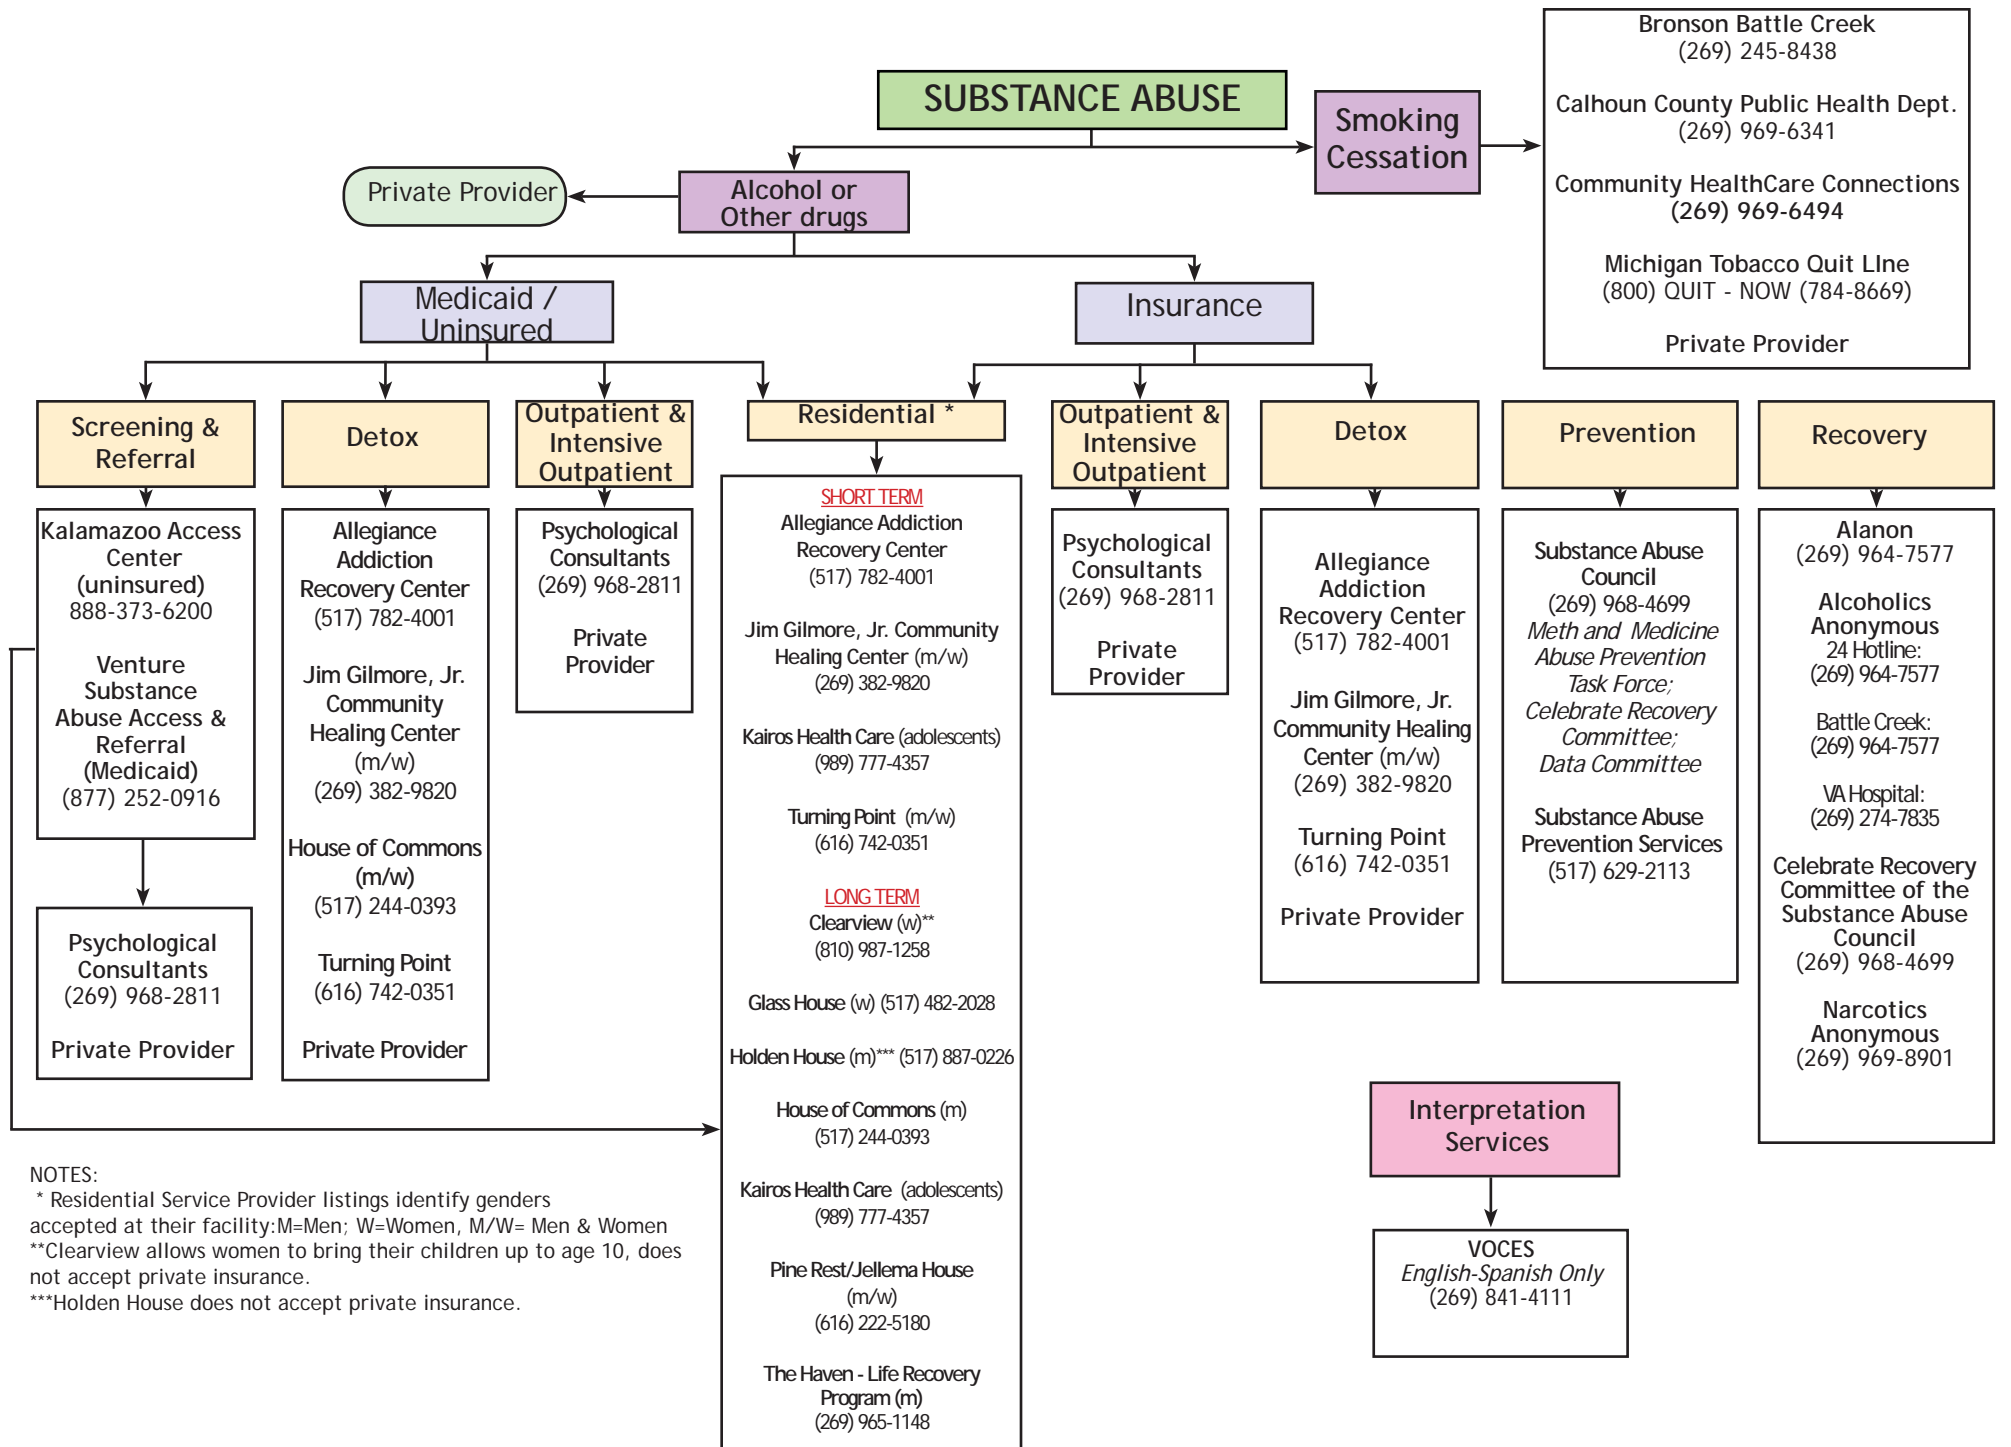 SUBSTANCE ABUSE
Smoking
Cessation
Bronson Battle Creek
(269) 245-8438
Calhoun County Public Health Dept.
(269) 969-6341
Community HealthCare Connections
(269) 969-6494
Michigan Tobacco Quit LIne
(800) QUIT - NOW (784-8669)
Private Provider
Private Provider
Alcohol or
Other drugs
Medicaid /
Uninsured
Insurance
Screening &
Referral
Kalamazoo Access
Center
(uninsured)
888-373-6200
Venture
Substance
Abuse Access &
Referral
(Medicaid)
(877) 252-0916
Psychological
Consultants
(269) 968-2811
Private Provider
Detox
Allegiance
Addiction
Recovery Center
(517) 782-4001
Jim Gilmore, Jr.
Community
Healing Center
(m/w)
(269) 382-9820
House of Commons
(m/w)
(517) 244-0393
Turning Point
(616) 742-0351
Private Provider
Outpatient &
Intensive
Outpatient
Psychological
Consultants
(269) 968-2811
Private
Provider
Residential *
SHORT TERM
Allegiance Addiction
Recovery Center
(517) 782-4001
Jim Gilmore, Jr. Community
Healing Center (m/w)
(269) 382-9820
Kairos Health Care (adolescents)
(989) 777-4357
Turning Point (m/w)
(616) 742-0351
LONG TERM
Clearview (w)**
(810) 987-1258
Glass House (w) (517) 482-2028
Holden House (m)*** (517) 887-0226
House of Commons (m)
(517) 244-0393
Kairos Health Care (adolescents)
(989) 777-4357
Pine Rest/Jellema House
(m/w)
(616) 222-5180
The Haven - Life Recovery
Program (m)
(269) 965-1148
Outpatient &
Intensive
Outpatient
Psychological
Consultants
(269) 968-2811
Private
Provider
Detox
Allegiance
Addiction
Recovery Center
(517) 782-4001
Jim Gilmore, Jr.
Community Healing
Center (m/w)
(269) 382-9820
Turning Point
(616) 742-0351
Private Provider
Prevention
Substance Abuse
Council
(269) 968-4699
Meth and Medicine
Abuse Prevention
Task Force;
Celebrate Recovery
Committee;
Data Committee
Substance Abuse
Prevention Services
(517) 629-2113
Recovery
Alanon
(269) 964-7577
Alcoholics
Anonymous
24 Hotline:
(269) 964-7577
Battle Creek:
(269) 964-7577
VA Hospital:
(269) 274-7835
Celebrate Recovery
Committee of the
Substance Abuse
Council
(269) 968-4699
Narcotics
Anonymous
(269) 969-8901
Interpretation
Services
VOCES
English-Spanish Only
(269) 841-4111
NOTES:
* Residential Service Provider listings identify genders
accepted at their facility:M=Men; W=Women, M/W= Men & Women
**Clearview allows women to bring their children up to age 10, does
not accept private insurance.
***Holden House does not accept private insurance.